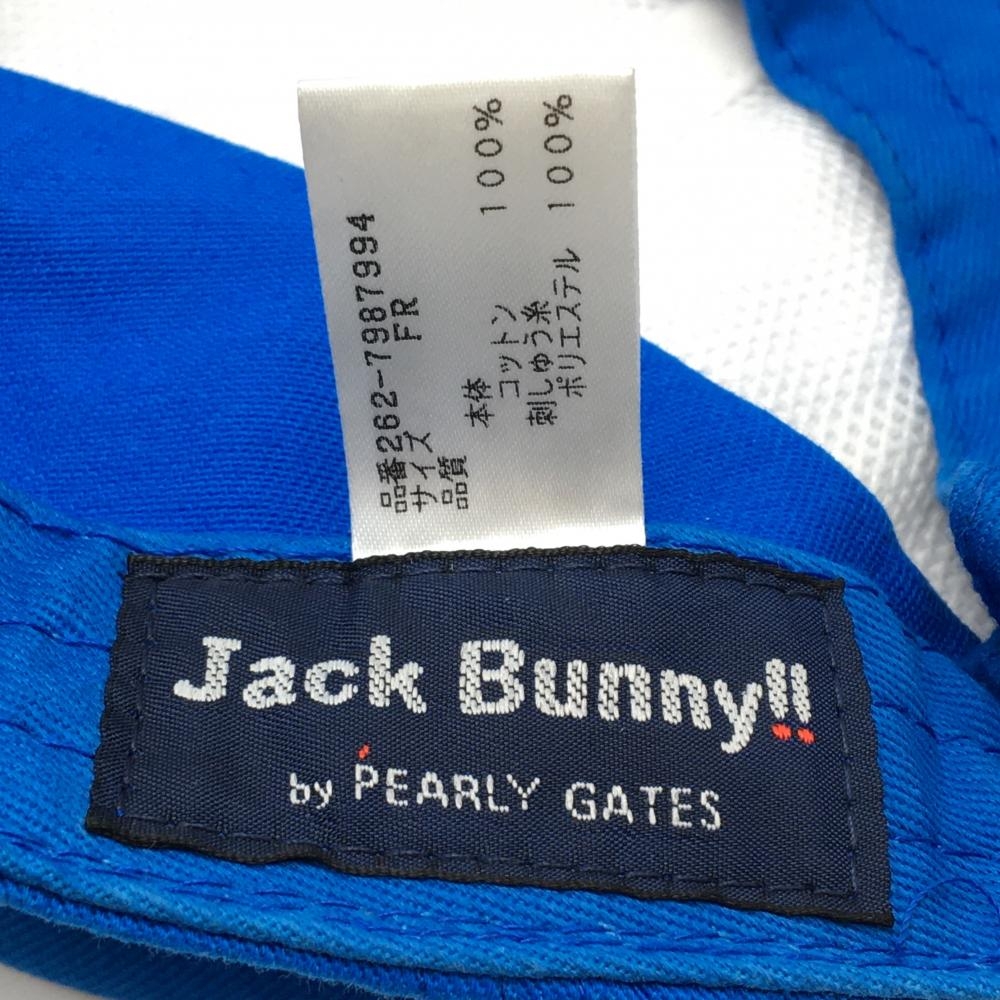 品番262-7987994
サイズ FR
品質
本体
コットン 100%
刺しゅう糸
ポリエステル 100%
Jack Bunny!!
by PEARLY GATES